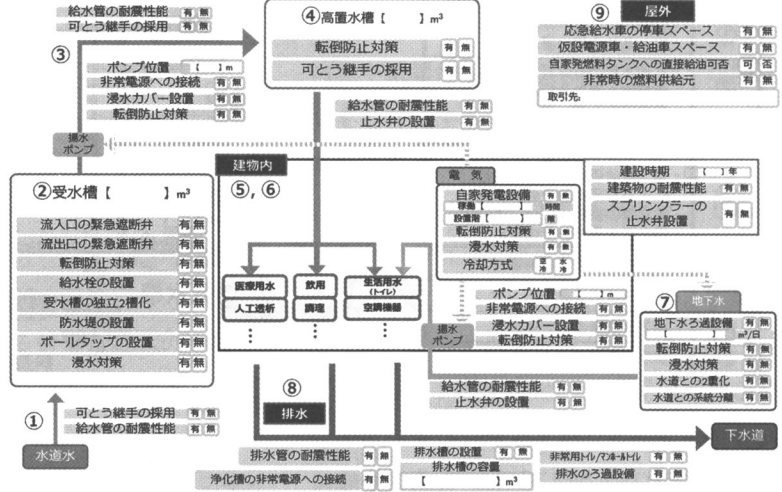 給水管の耐震性能 有 無
可とう継手の採用 有 無
③
ポンプ位置 【 】m
非常電源への接続 有 無
浸水カバー設置 有 無
転倒防止対策 有 無
揚水
ポンプ
④高置水槽【 】m³
転倒防止対策 有 無
可とう継手の採用 有 無
給水管の耐震性能 有 無
止水弁の設置 有 無
⑨ 屋外
応急給水車の停車スペース 有 無
仮設電源車・給油車スペース 有 無
自家発燃料タンクへの直接給油可否 可 否
非常時の燃料供給元 有 無
取引先:
②受水槽【 】m³
流入口の緊急遮断弁 有 無
流出口の緊急遮断弁 有 無
転倒防止対策 有 無
給水栓の設置 有 無
受水槽の独立2槽化 有 無
防水堤の設置 有 無
ボールタップの設置 有 無
浸水対策 有 無
①
可とう継手の採用 有 無
給水管の耐震性能 有 無
水道水
建物内
⑤, ⑥
医療用水
人工透析
⋮
飲用
調理
⋮
生活用水
(トイレ)
空調機器
⋮
電 気
自家発電設備 有 無
稼働【 】時間
設置階【 】階
転倒防止対策 有 無
浸水対策 有 無
冷却方式 空冷 水冷
建設時期 【 】年
建築物の耐震性能 有 無
スプリンクラーの
止水弁設置 有 無
ポンプ位置 【 】m
非常電源への接続 有 無
浸水カバー設置 有 無
転倒防止対策 有 無
揚水
ポンプ
給水管の耐震性能 有 無
止水弁の設置 有 無
⑦ 地下水
地下水ろ過設備 有 無
【 】m³/日
転倒防止対策 有 無
浸水対策 有 無
水道との2重化 有 無
水道との系統分離 有 無
⑧
排水
下水道
排水管の耐震性能 有 無
浄化槽の非常電源への接続 有 無
排水槽の設置 有 無
排水槽の容量
【 】m³
非常用トイレ/マンホールトイレ 有 無
排水のろ過設備 有 無